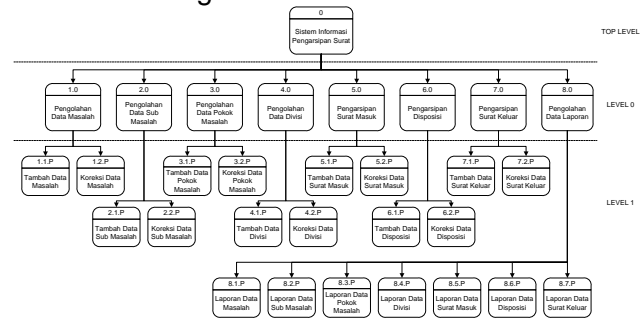 0
Sistem Informasi
Pengarsipan Surat
TOP LEVEL
1.0
Pengolahan
Data Masalah
2.0
Pengolahan
Data Sub
Masalah
3.0
Pengolahan
Data Pokok
Masalah
4.0
Pengolahan
Data Divisi
5.0
Pengarsipan
Surat Masuk
6.0
Pengarsipan
Disposisi
7.0
Pengarsipan
Surat Keluar
8.0
Pengolahan
Data Laporan
LEVEL 0
1.1.P
Tambah Data
Masalah
1.2.P
Koreksi Data
Masalah
3.1.P
Tambah Data
Pokok
Masalah
3.2.P
Koreksi Data
Pokok
Masalah
5.1.P
Tambah Data
Surat Masuk
5.2.P
Koreksi Data
Surat Masuk
7.1.P
Tambah Data
Surat Keluar
7.2.P
Koreksi Data
Surat Keluar
LEVEL 1
2.1.P
Tambah Data
Sub Masalah
2.2.P
Koreksi Data
Sub Masalah
4.1.P
Tambah Data
Divisi
4.2.P
Koreksi Data
Divisi
6.1.P
Tambah Data
Disposisi
6.2.P
Koreksi Data
Disposisi
8.1.P
Laporan Data
Masalah
8.2.P
Laporan Data
Sub Masalah
8.3.P
Laporan Data
Pokok
Masalah
8.4.P
Laporan Data
Divisi
8.5.P
Laporan Data
Surat Masuk
8.6.P
Laporan Data
Disposisi
8.7.P
Laporan Data
Surat Keluar